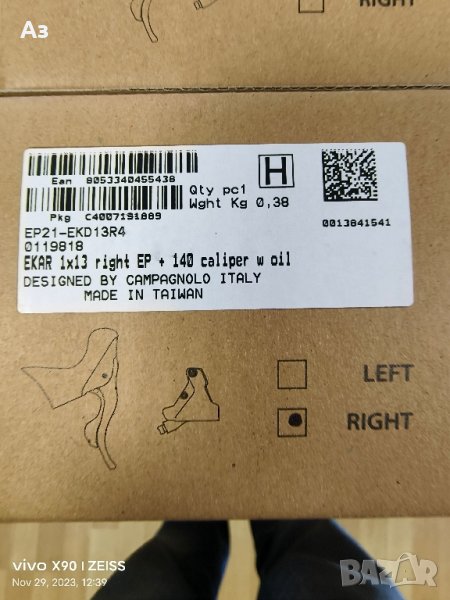 Aз
RIGHT
Ean 8053340455438
Pkg C4007191889
Qty pc1
Wght Kg 0,38
H
0013841541
EP21-EKD13R4
0119818
EKAR 1x13 right EP + 140 caliper w oil
DESIGNED BY CAMPAGNOLO ITALY
MADE IN TAIWAN
LEFT
RIGHT
vivo X90 | ZEISS
Nov 29, 2023, 12:39
BAZAR